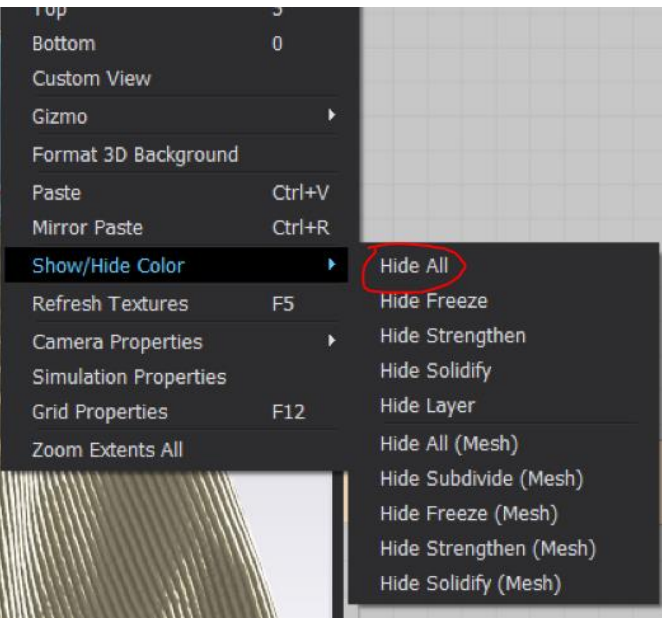 Top 5
Bottom 0
Custom View
Gizmo
Format 3D Background
Paste Ctrl+V
Mirror Paste Ctrl+R
Show/Hide Color
Refresh Textures F5
Camera Properties
Simulation Properties
Grid Properties F12
Zoom Extents All
Hide All
Hide Freeze
Hide Strengthen
Hide Solidify
Hide Layer
Hide All (Mesh)
Hide Subdivide (Mesh)
Hide Freeze (Mesh)
Hide Strengthen (Mesh)
Hide Solidify (Mesh)